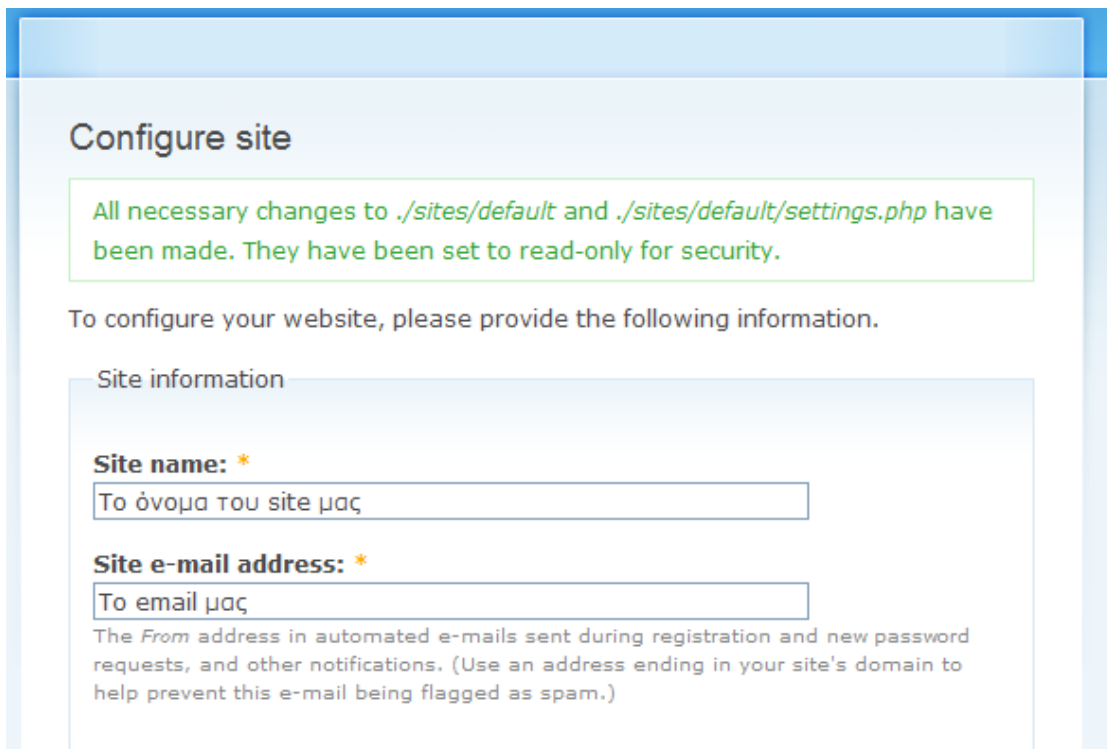 Configure site
All necessary changes to ./sites/default and ./sites/default/settings.php have
been made. They have been set to read-only for security.
To configure your website, please provide the following information.
Site information
Site name: *
Το όνομα του site μας
Site e-mail address: *
Το email μας
The From address in automated e-mails sent during registration and new password
requests, and other notifications. (Use an address ending in your site's domain to
help prevent this e-mail being flagged as spam.)